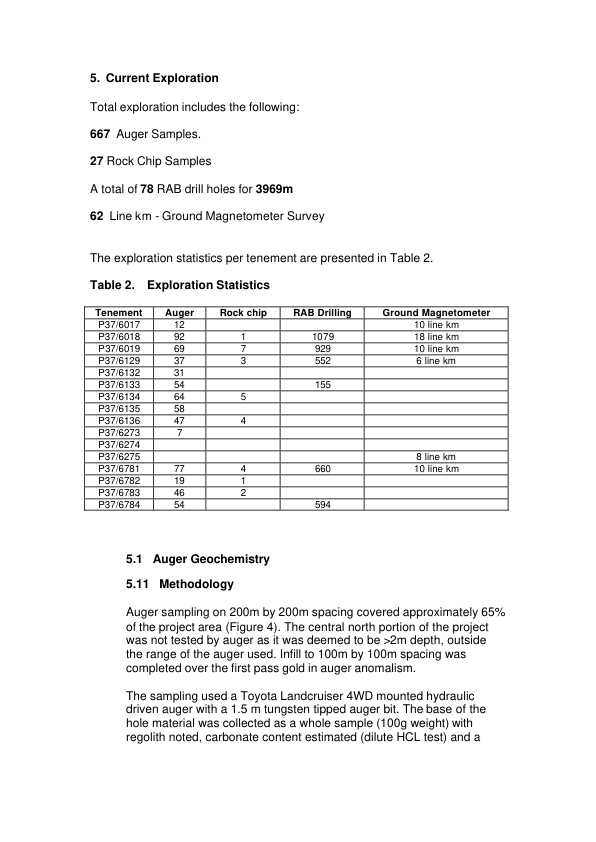 5. Current Exploration
Total exploration includes the following:
667 Auger Samples.
27 Rock Chip Samples
A total of 78 RAB drill holes for 3969m
62 Line km - Ground Magnetometer Survey
The exploration statistics per tenement are presented in Table 2.
Table 2. Exploration Statistics
Tenement Auger Rock chip RAB Drilling Ground Magnetometer
P37/6017 12 10 line km
P37/6018 92 1 1079 18 line km
P37/6019 69 7 929 10 line km
P37/6129 37 3 552 6 line km
P37/6132 31
P37/6133 54 155
P37/6134 64 5
P37/6135 58
P37/6136 47 4
P37/6273 7
P37/6274
P37/6275 8 line km
P37/6781 77 4 660 10 line km
P37/6782 19 1
P37/6783 46 2
P37/6784 54 594
5.1 Auger Geochemistry
5.11 Methodology
Auger sampling on 200m by 200m spacing covered approximately 65%
of the project area (Figure 4). The central north portion of the project
was not tested by auger as it was deemed to be >2m depth, outside
the range of the auger used. Infill to 100m by 100m spacing was
completed over the first pass gold in auger anomalism.
The sampling used a Toyota Landcruiser 4WD mounted hydraulic
driven auger with a 1.5 m tungsten tipped auger bit. The base of the
hole material was collected as a whole sample (100g weight) with
regolith noted, carbonate content estimated (dilute HCL test) and a